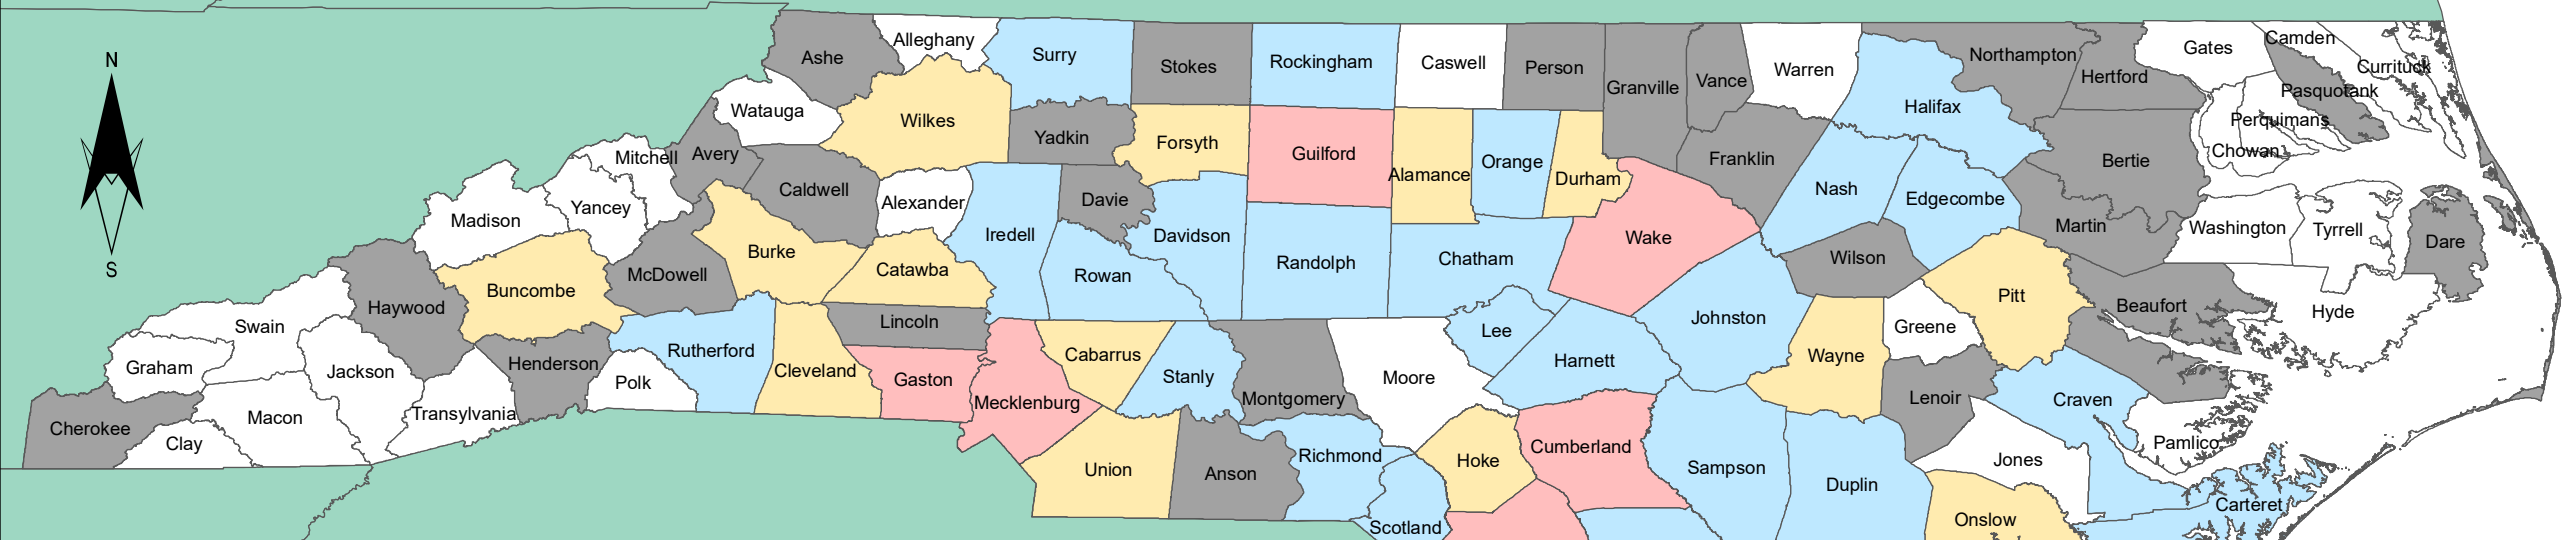 N
S
Ashe
Alleghany
Surry
Stokes
Rockingham
Caswell
Person
Granville
Vance
Warren
Northampton
Hertford
Gates
Camden
Currituck
Pasquotank
Perquimans
Chowan
Halifax
Bertie
Watauga
Wilkes
Yadkin
Forsyth
Guilford
Alamance
Orange
Durham
Franklin
Nash
Edgecombe
Martin
Washington
Tyrrell
Dare
Mitchell
Avery
Caldwell
Alexander
Iredell
Davie
Davidson
Randolph
Chatham
Wake
Wilson
Pitt
Beaufort
Hyde
Madison
Yancey
McDowell
Burke
Catawba
Rowan
Johnston
Greene
Wayne
Haywood
Buncombe
Rutherford
Cleveland
Lincoln
Gaston
Cabarrus
Stanly
Montgomery
Moore
Lee
Harnett
Lenoir
Craven
Pamlico
Swain
Graham
Jackson
Henderson
Polk
Transylvania
Macon
Cherokee
Clay
Mecklenburg
Union
Anson
Richmond
Scotland
Hoke
Cumberland
Sampson
Duplin
Jones
Onslow
Carteret